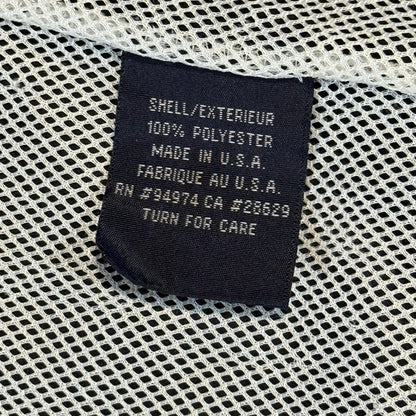 SHELL/EXTERIEUR
100% POLYESTER
MADE IN U.S.A.
FABRIQUE AU U.S.A.
RN #94974 CA #28629
TURN FOR CARE